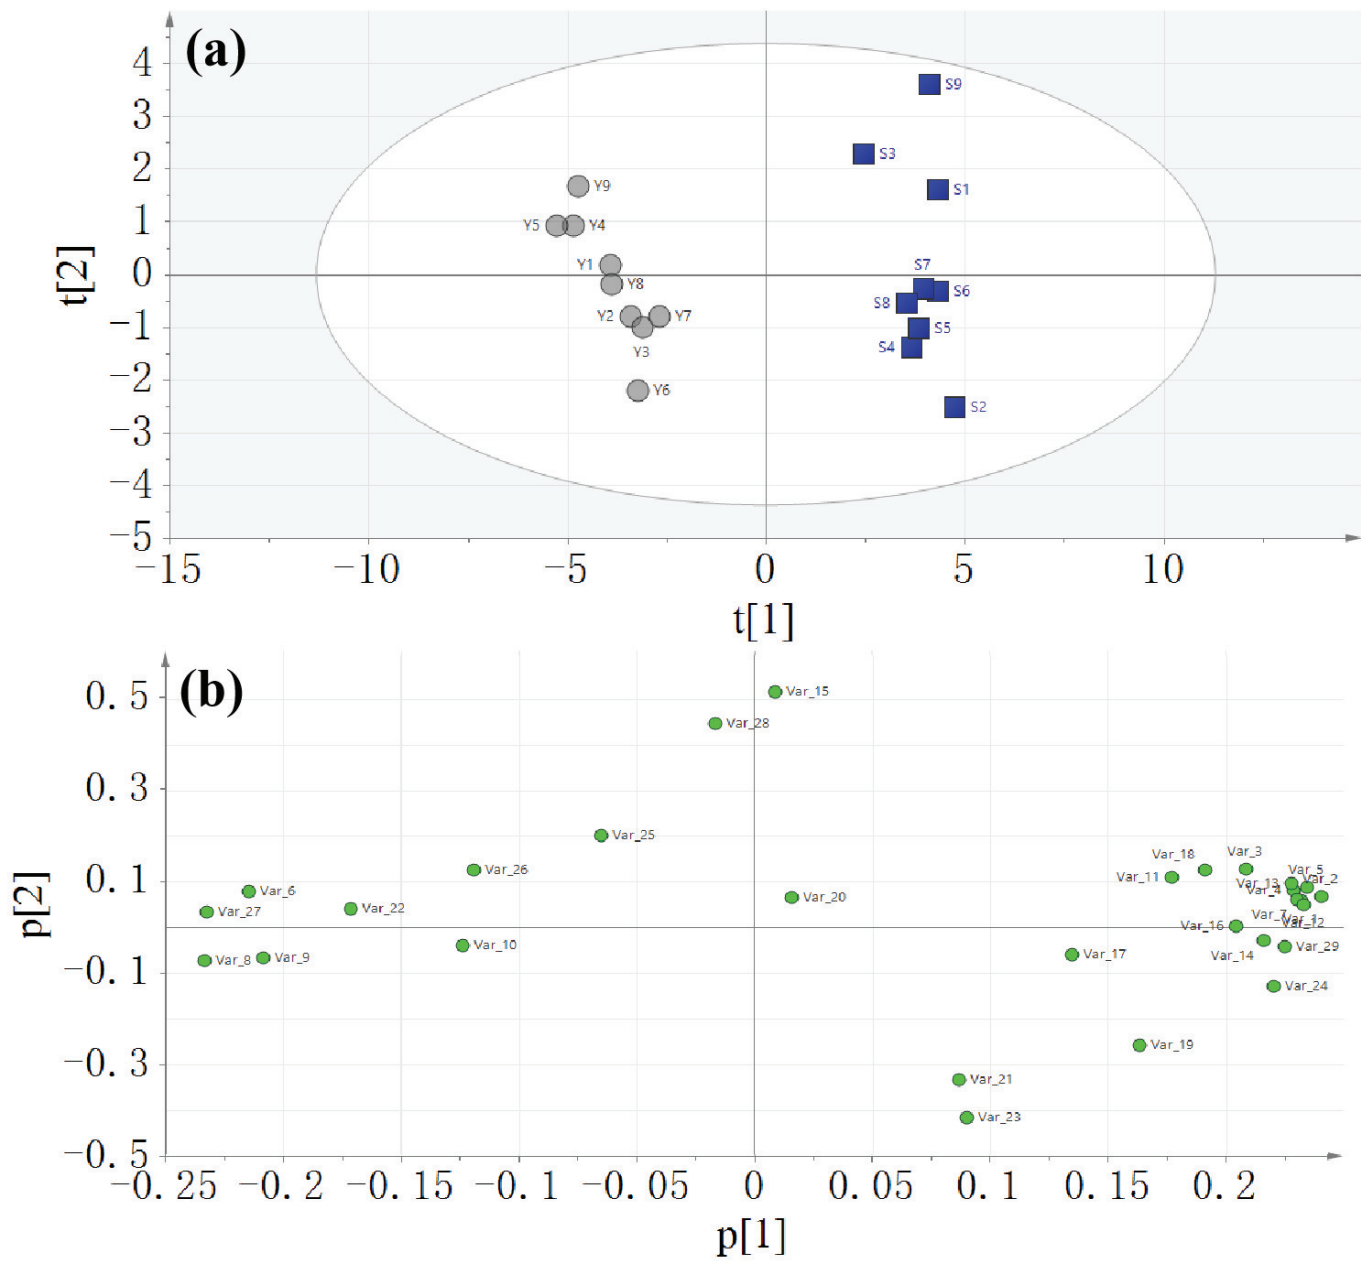 (a)
4
3
2
1
0
−1
−2
−3
−4
−5
t[2]
S9
S3
S1
Y9
Y5 Y4
Y1
S7
Y8
S6
S8
Y2 Y7
S5
Y3
S4
Y6
S2
−15 −10 −5 0 5 10
t[1]
(b)
0.5
0.3
0.1
−0.1
−0.3
−0.5
p[2]
Var_15
Var_28
Var_25
Var_26
Var_18 Var_3
Var_5
Var_11 Var_13 Var_2
Var_6 Var_4
Var_20
Var_27 Var_22
Var_7 Var_1
Var_16 Var_12
Var_10 Var_29
Var_8 Var_9 Var_17 Var_14
Var_24
Var_19
Var_21
Var_23
−0.25 −0.2 −0.15 −0.1 −0.05 0 0.05 0.1 0.15 0.2
p[1]